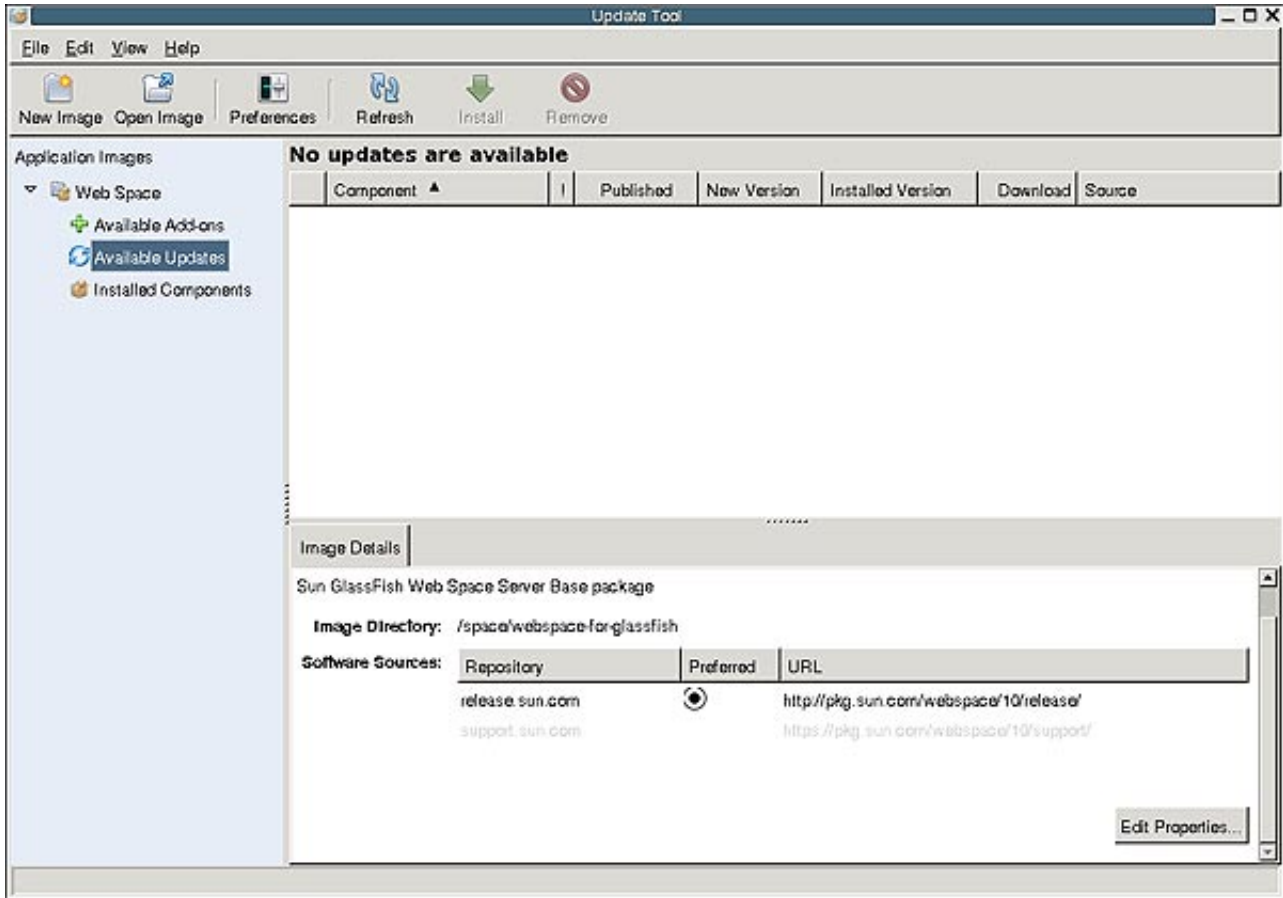 Update Tool
File Edit View Help
New Image Open Image Preferences Refresh Install Remove
Application Images
Web Space
Available Add-ons
Available Updates
Installed Components
No updates are available
Component ! Published New Version Installed Version Download Source
Image Details
Sun GlassFish Web Space Server Base package
Image Directory: /space/webspace-for-glassfish
Software Sources: Repository Preferred URL
release.sun.com http://pkg.sun.com/webspace/10/release/
support.sun.com https://pkg.sun.com/webspace/10/support/
Edit Properties...